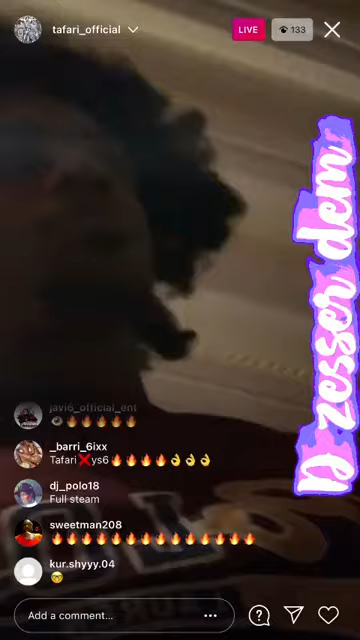 tafari_official
LIVE
133
D zesser dem
javi6_official_ent
👁🔥🔥🔥🔥🔥
_barri_6ixx
Tafari❌ys6🔥🔥🔥🔥👌👌👌
dj_polo18
Full steam
sweetman208
🔥🔥🔥🔥🔥🔥🔥🔥🔥🔥🔥🔥🔥🔥🔥
kur.shyyy.04
🤓
Add a comment...